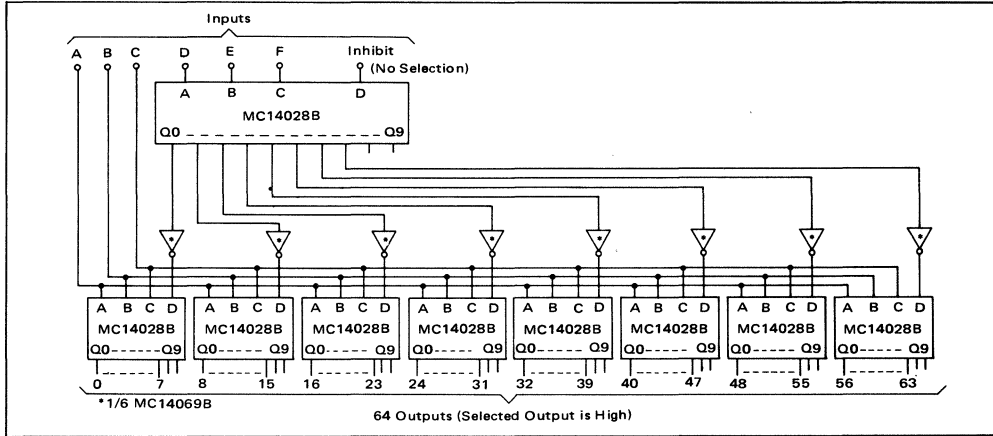 Inputs
A B C D E F Inhibit
(No Selection)
A B C D
MC14028B
Q0 Q9
* * * * * * * *
A B C D A B C D A B C D A B C D A B C D A B C D A B C D A B C D
MC14028B MC14028B MC14028B MC14028B MC14028B MC14028B MC14028B MC14028B
Q0-----Q9 Q0-----Q9 Q0-----Q9 Q0-----Q9 Q0-----Q9 Q0-----Q9 Q0-----Q9 Q0-----Q9
0 7 8 15 16 23 24 31 32 39 40 47 48 55 56 63
*1/6 MC14069B
64 Outputs (Selected Output is High)